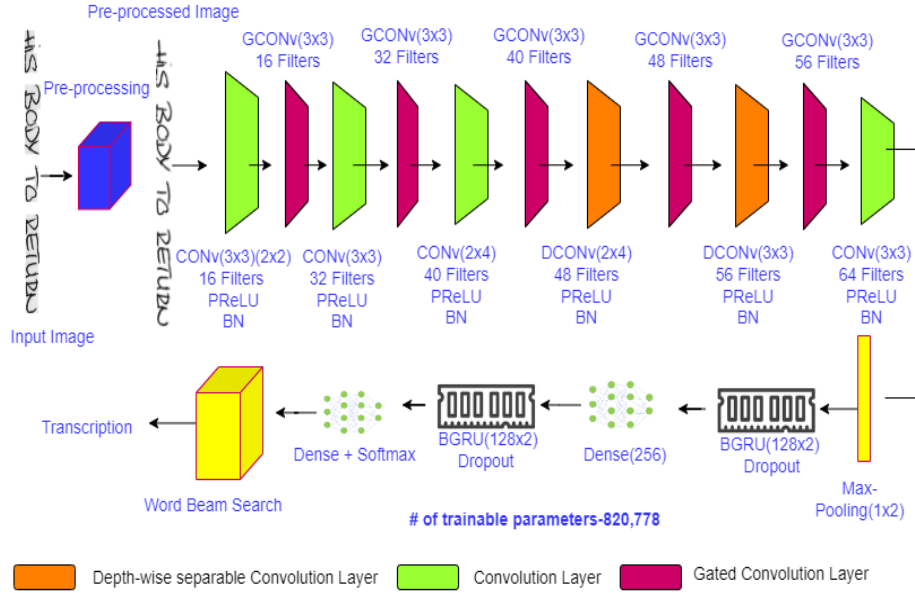 Pre-processed Image
Pre-processing
HIS BODY TO RETURN
HIS BODY TO RETURN
Input Image
GCONv(3x3)
16 Filters
GCONv(3x3)
32 Filters
GCONv(3x3)
40 Filters
GCONv(3x3)
48 Filters
GCONv(3x3)
56 Filters
CONv(3x3)(2x2)
16 Filters
PReLU
BN
CONv(3x3)
32 Filters
PReLU
BN
CONv(2x4)
40 Filters
PReLU
BN
DCONv(2x4)
48 Filters
PReLU
BN
DCONv(3x3)
56 Filters
PReLU
BN
CONv(3x3)
64 Filters
PReLU
BN
Transcription
Word Beam Search
Dense + Softmax
BGRU(128x2)
Dropout
Dense(256)
BGRU(128x2)
Dropout
Max-
Pooling(1x2)
# of trainable parameters-820,778
Depth-wise separable Convolution Layer
Convolution Layer
Gated Convolution Layer